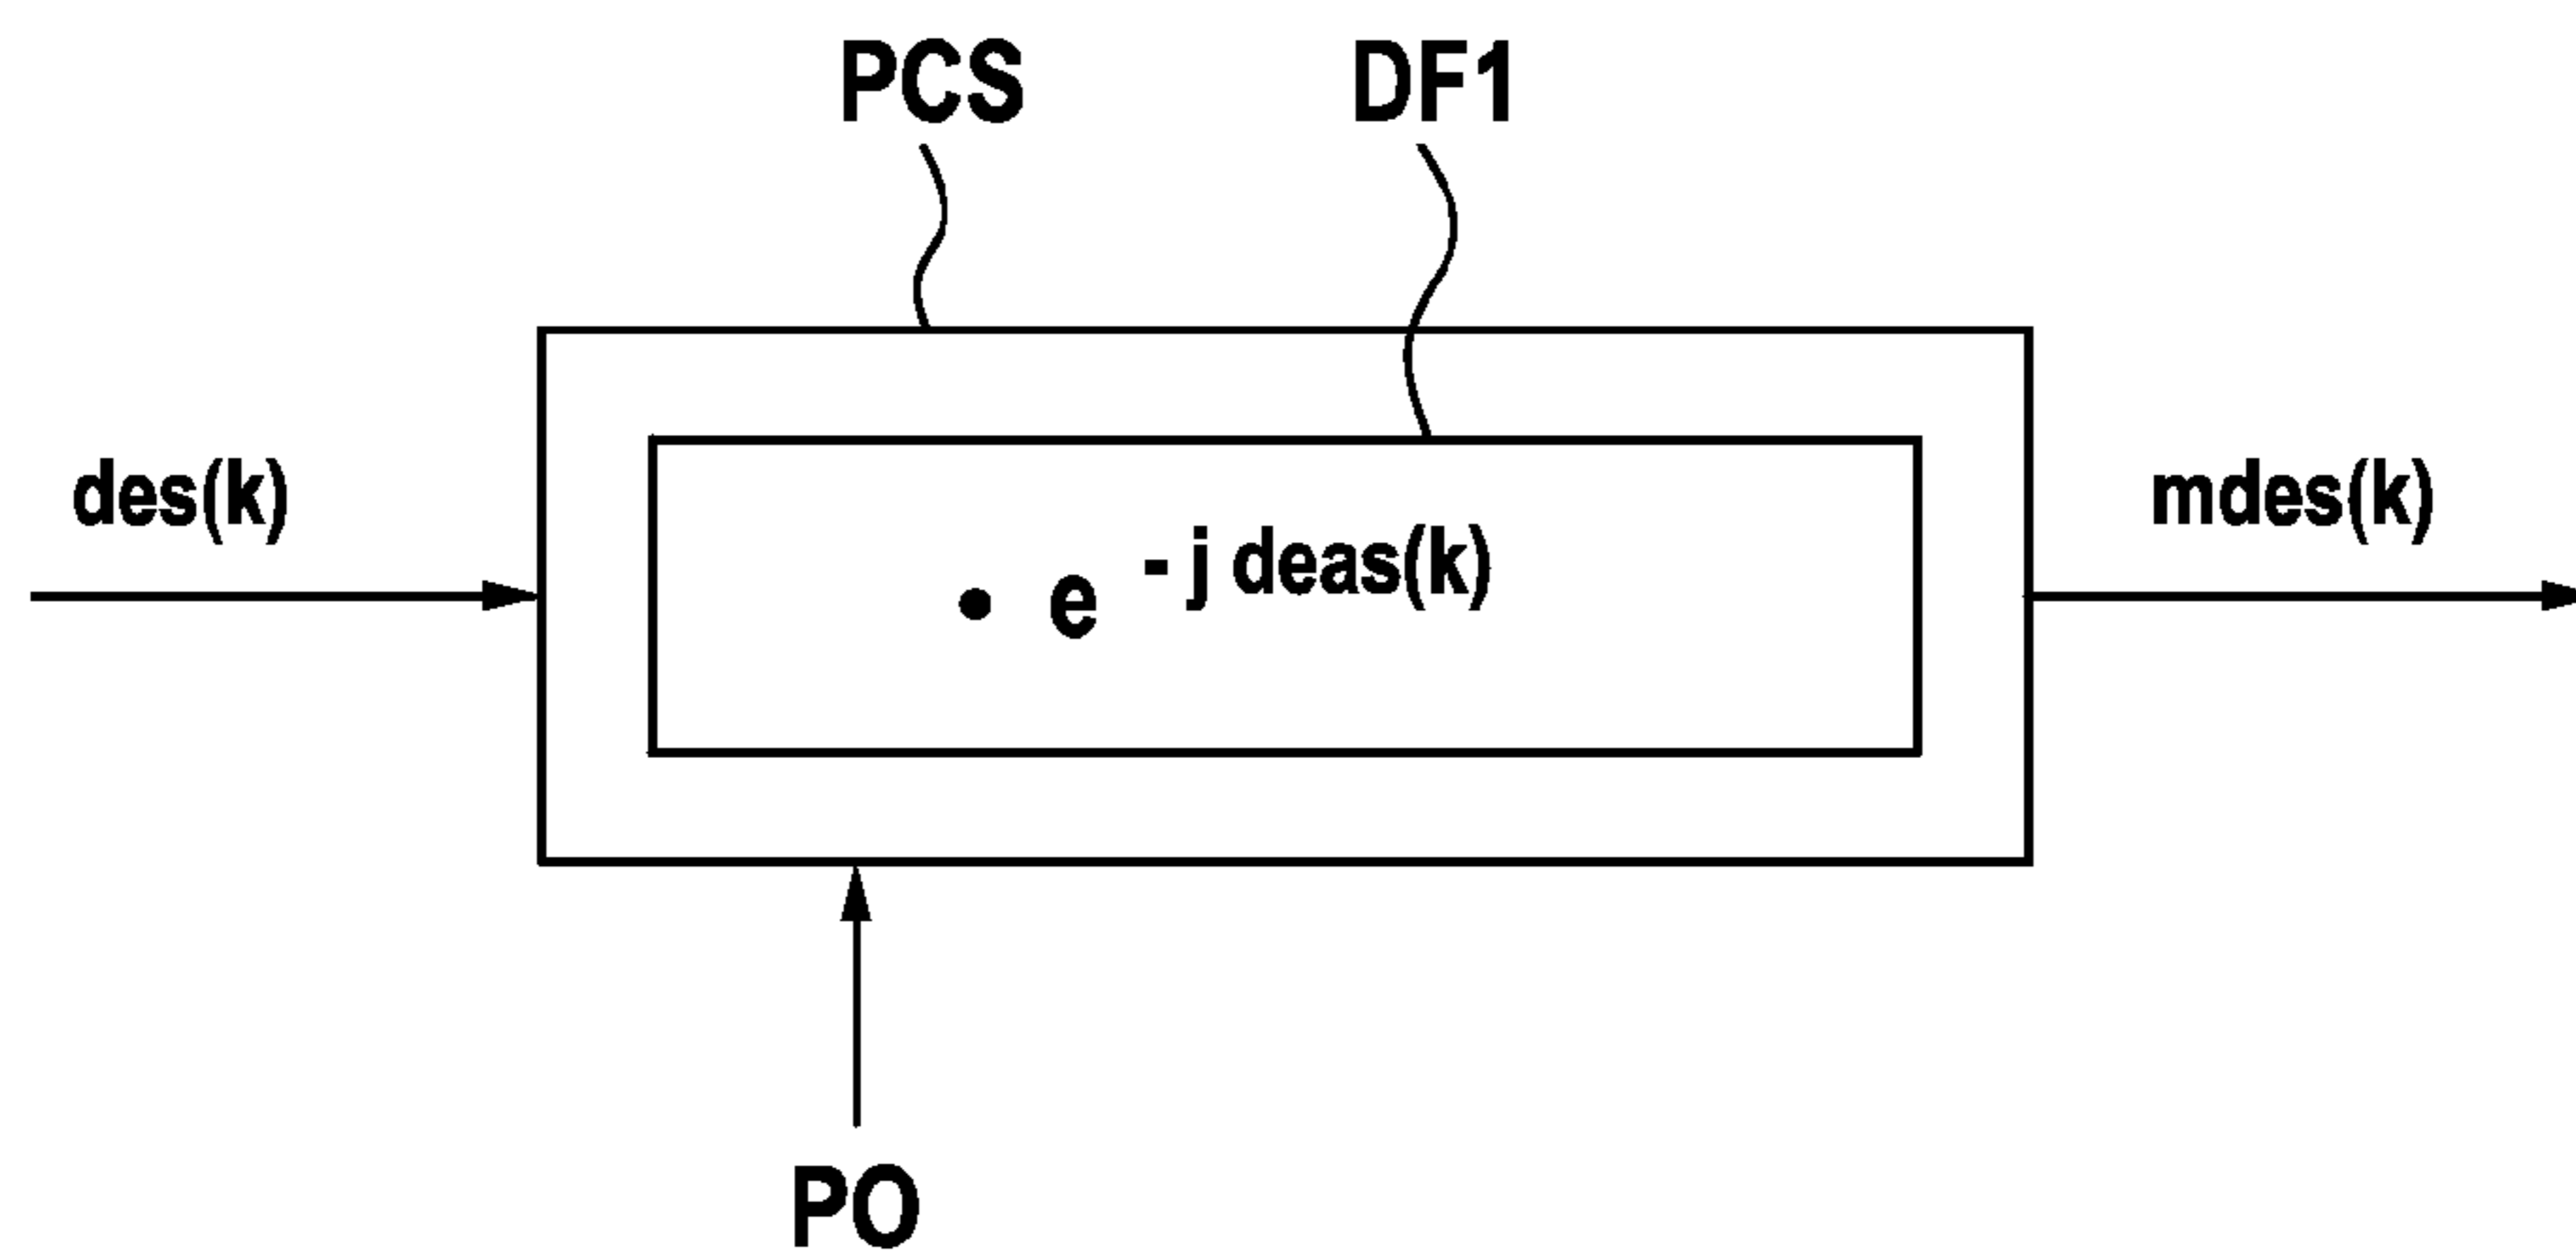 PCS DF1
des(k) mdes(k)
• e - j deas(k)
PO